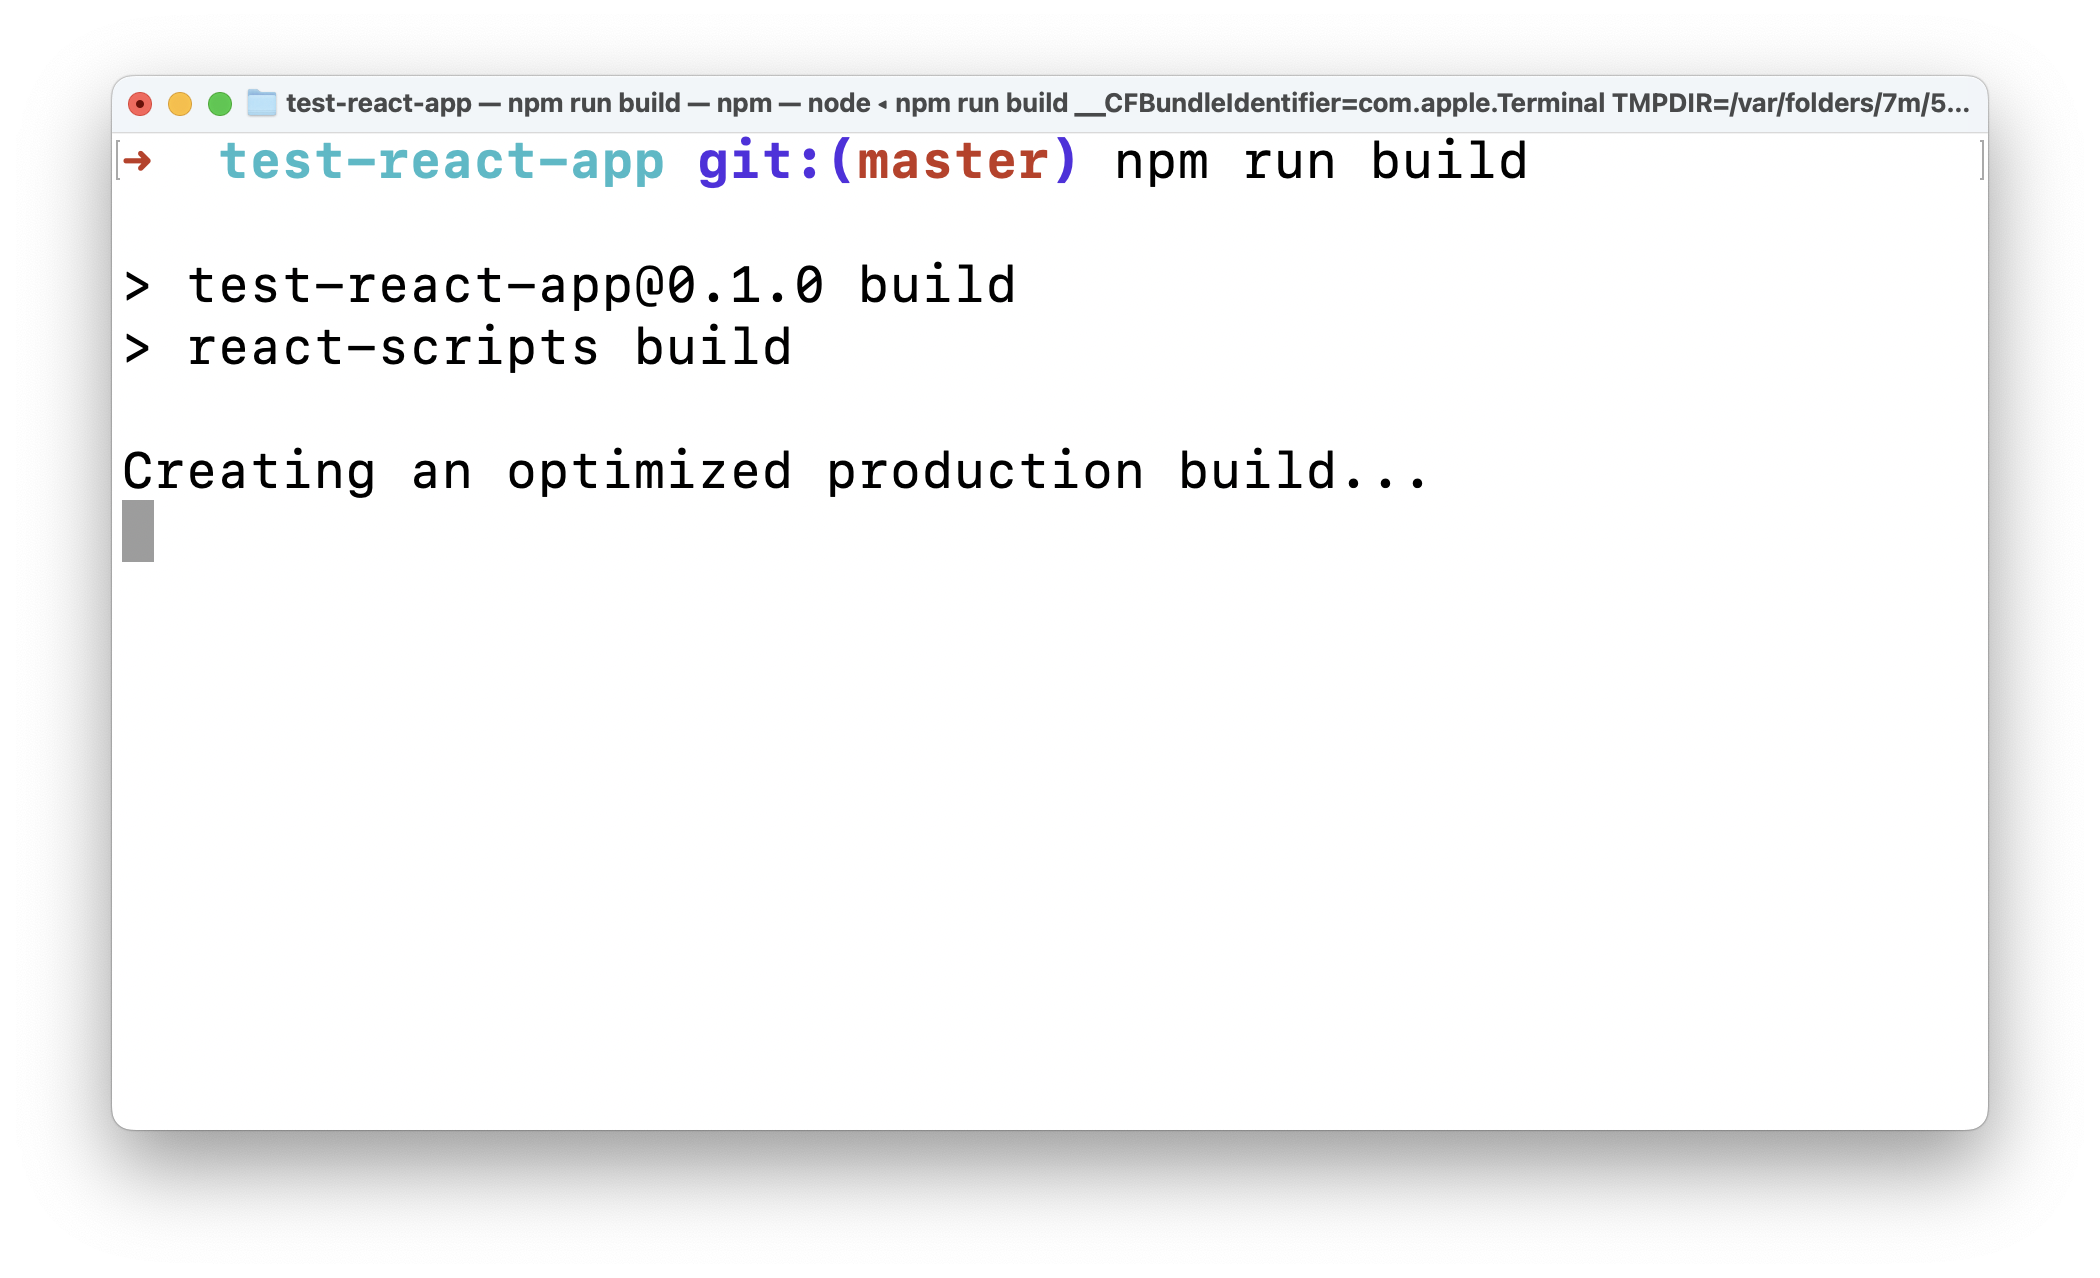 test-react-app — npm run build — npm — node ◂ npm run build __CFBundleIdentifier=com.apple.Terminal TMPDIR=/var/folders/7m/5...
➜  test-react-app git:(master) npm run build
> test-react-app@0.1.0 build
> react-scripts build
Creating an optimized production build...